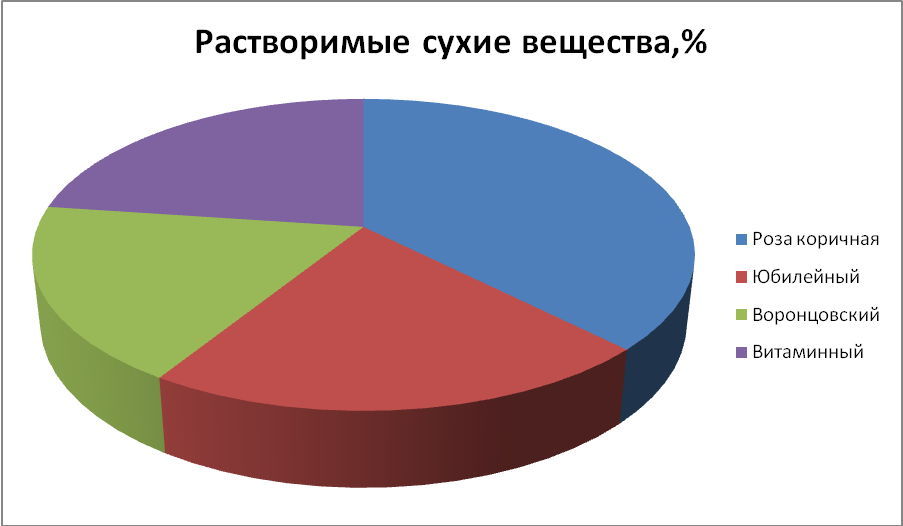 Растворимые сухие вещества,%
Роза коричная
Юбилейный
Воронцовский
Витаминный